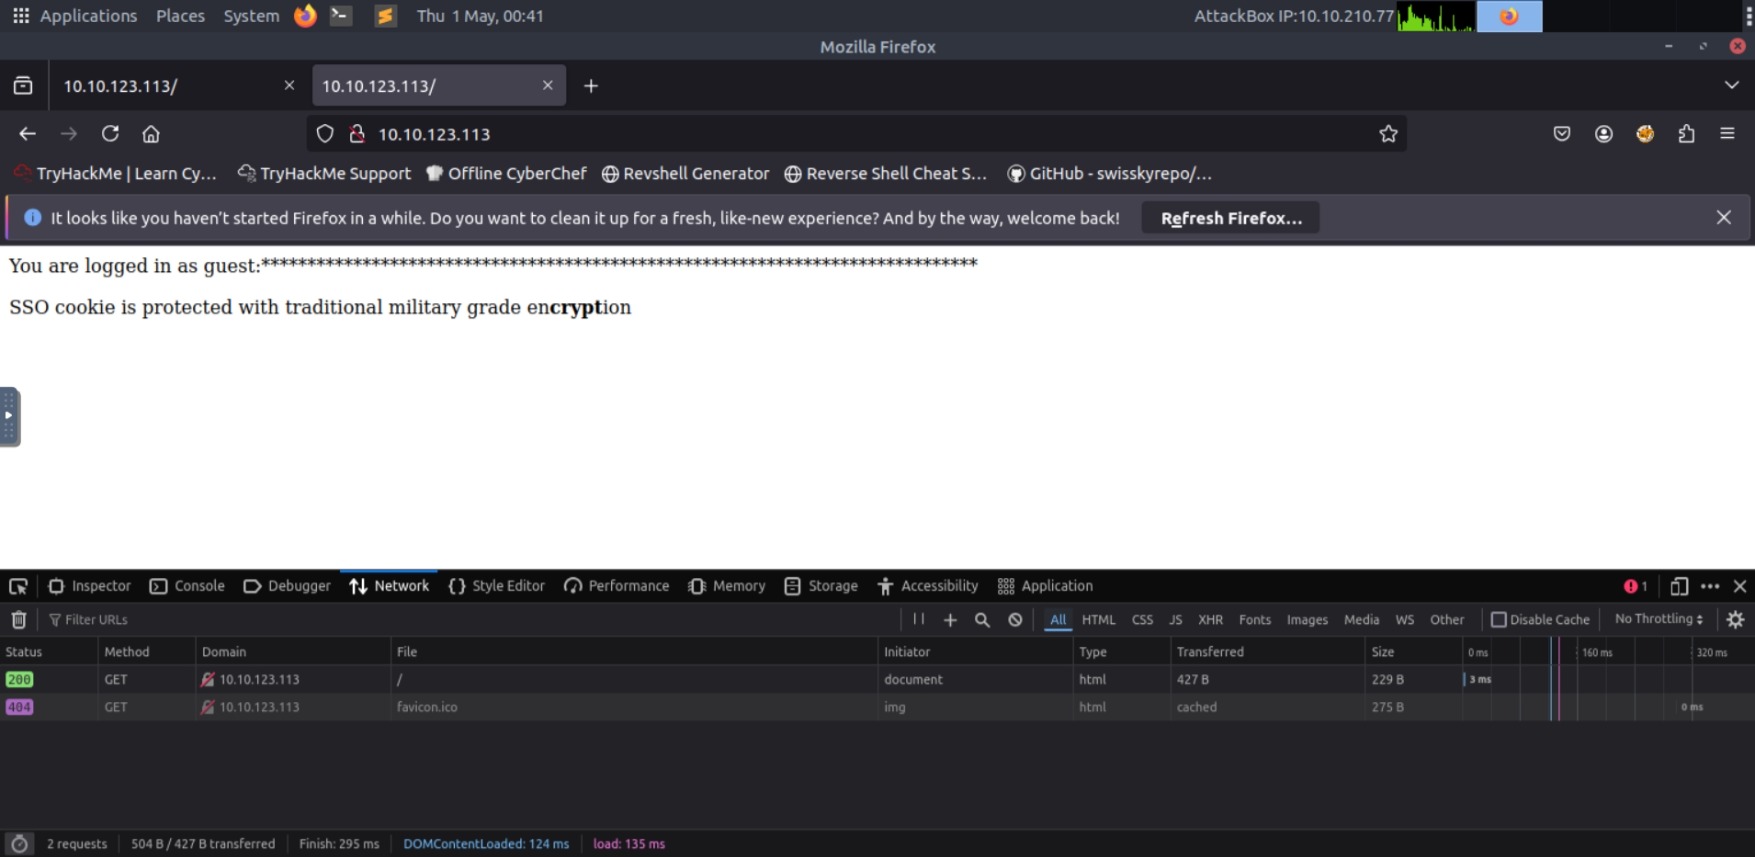 Applications Places System Thu 1 May, 00:41 AttackBox IP:10.10.210.77
Mozilla Firefox
10.10.123.113/ 10.10.123.113/
10.10.123.113
TryHackMe | Learn Cy... TryHackMe Support Offline CyberChef Revshell Generator Reverse Shell Cheat S... GitHub - swisskyrepo/...
It looks like you haven't started Firefox in a while. Do you want to clean it up for a fresh, like-new experience? And by the way, welcome back! Refresh Firefox...
You are logged in as guest:******************************************************************************
SSO cookie is protected with traditional military grade encryption
Inspector Console Debugger Network Style Editor Performance Memory Storage Accessibility Application 1
Filter URLs All HTML CSS JS XHR Fonts Images Media WS Other Disable Cache No Throttling
Status Method Domain File Initiator Type Transferred Size 0 ms 160 ms 320 ms
200 GET 10.10.123.113 / document html 427 B 229 B 3 ms
404 GET 10.10.123.113 favicon.ico img html cached 275 B 0 ms
2 requests 504 B / 427 B transferred Finish: 295 ms DOMContentLoaded: 124 ms load: 135 ms